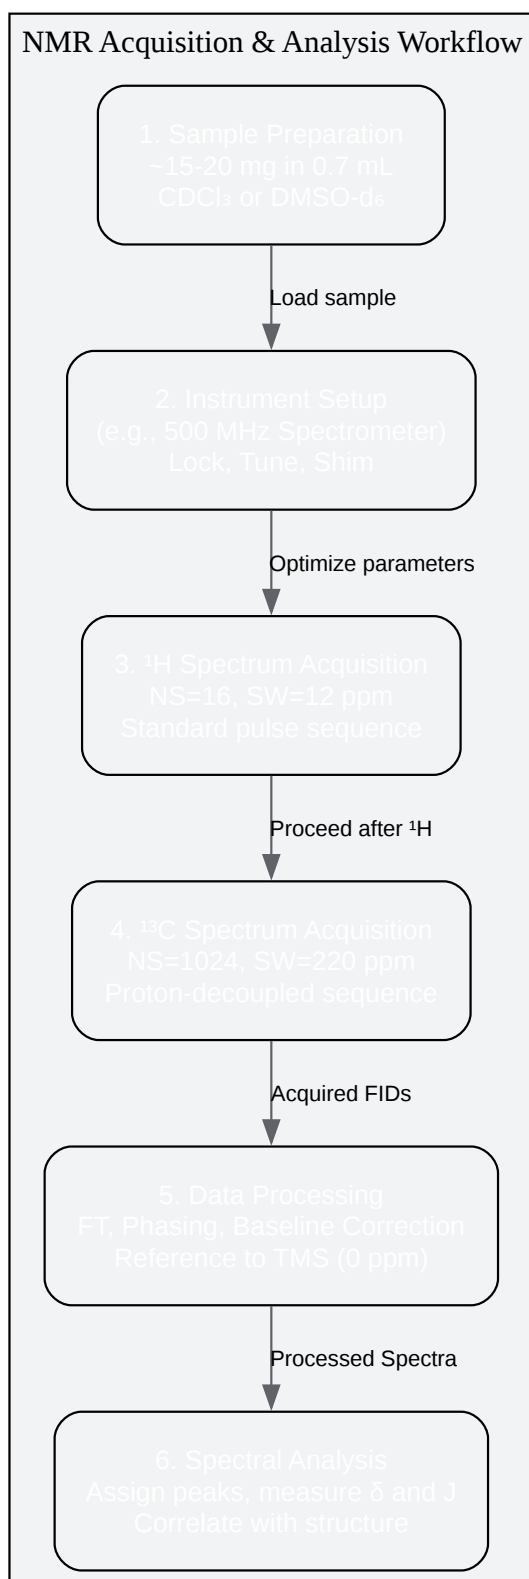 NMR Acquisition & Analysis Workflow
1. Sample Preparation
~15-20 mg in 0.7 mL
CDCl₃ or DMSO-d₆
Load sample
2. Instrument Setup
(e.g., 500 MHz Spectrometer)
Lock, Tune, Shim
Optimize parameters
3. ¹H Spectrum Acquisition
NS=16, SW=12 ppm
Standard pulse sequence
Proceed after ¹H
4. ¹³C Spectrum Acquisition
NS=1024, SW=220 ppm
Proton-decoupled sequence
Acquired FIDs
5. Data Processing
FT, Phasing, Baseline Correction
Reference to TMS (0 ppm)
Processed Spectra
6. Spectral Analysis
Assign peaks, measure δ and J
Correlate with structure